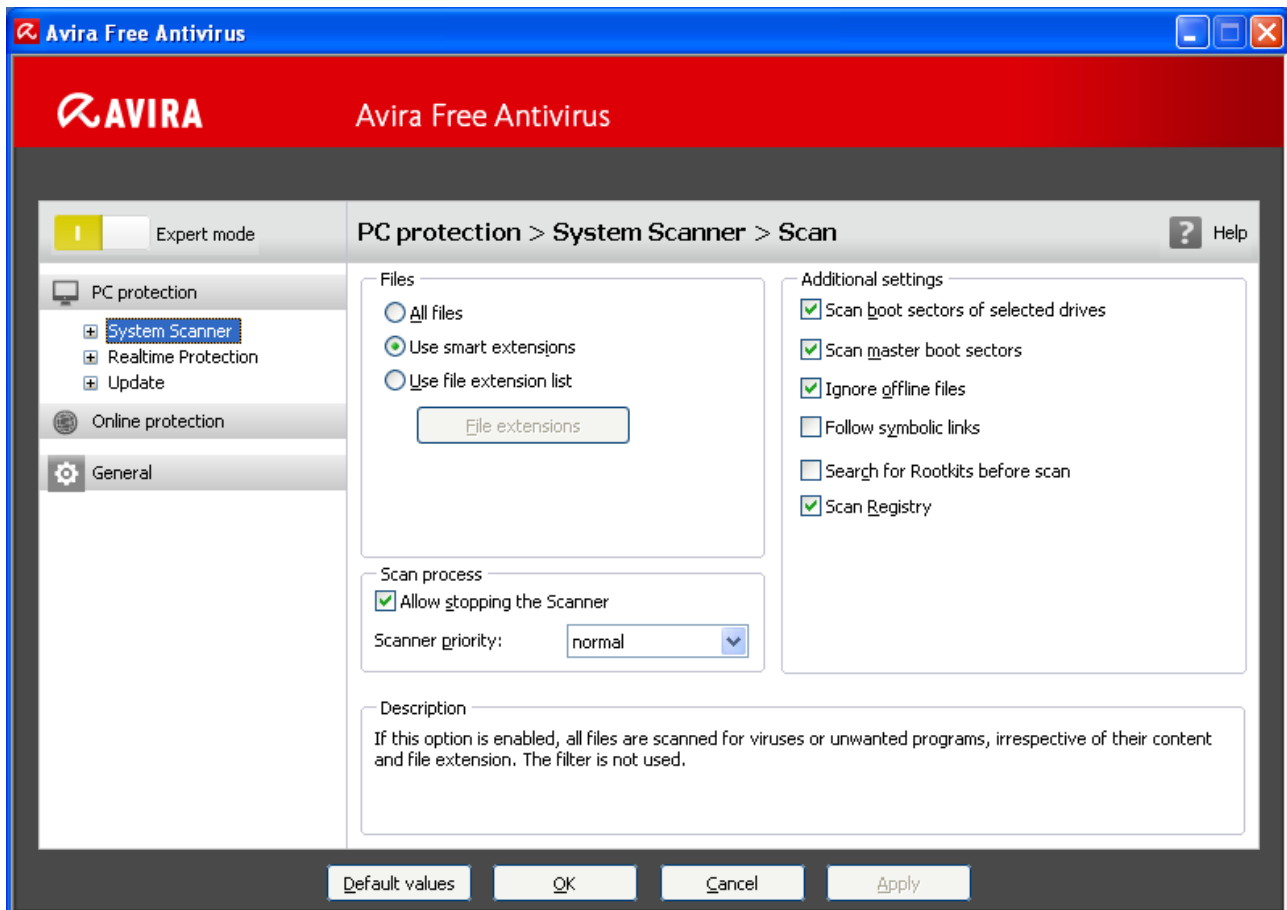 Avira Free Antivirus
AVIRA Avira Free Antivirus
Expert mode
PC protection > System Scanner > Scan
Help
PC protection
System Scanner
Realtime Protection
Update
Online protection
General
Files
All files
Use smart extensions
Use file extension list
File extensions
Scan process
Allow stopping the Scanner
Scanner priority: normal
Additional settings
Scan boot sectors of selected drives
Scan master boot sectors
Ignore offline files
Follow symbolic links
Search for Rootkits before scan
Scan Registry
Description
If this option is enabled, all files are scanned for viruses or unwanted programs, irrespective of their content
and file extension. The filter is not used.
Default values OK Cancel Apply